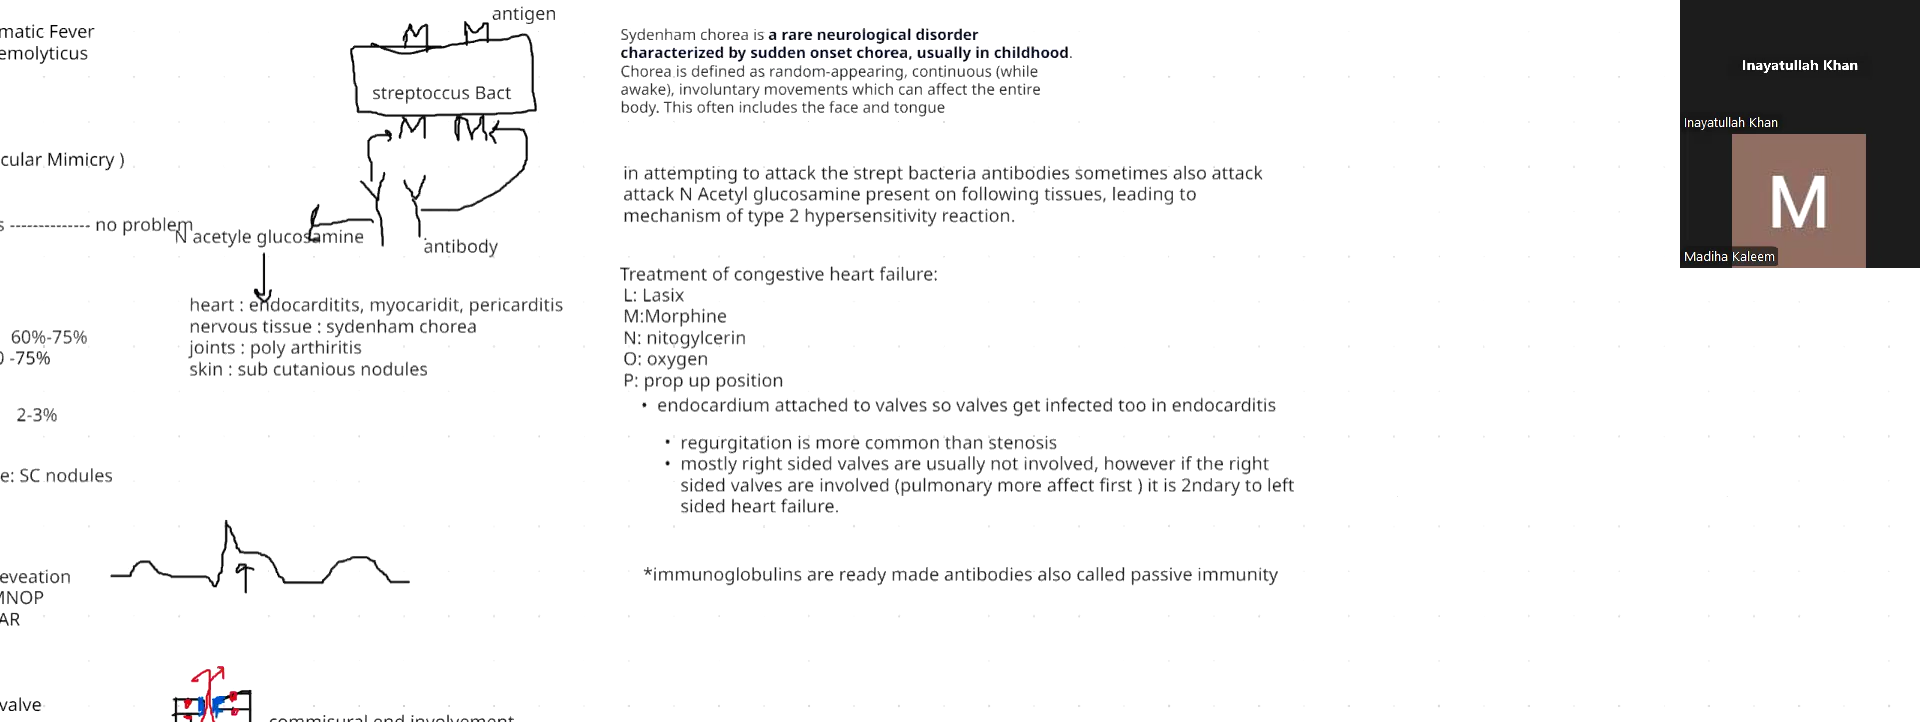 matic Fever
emolyticus
cular Mimicry )
s -------------- no problem
60%-75%
0 -75%
2-3%
e: SC nodules
eveation
MNOP
AR
valve
antigen
M M
streptoccus Bact
M M
N acetyle glucosamine
antibody
heart : endocarditits, myocaridit, pericarditis
nervous tissue : sydenham chorea
joints : poly arthiritis
skin : sub cutanious nodules
commisural end involvement
Sydenham chorea is a rare neurological disorder
characterized by sudden onset chorea, usually in childhood.
Chorea is defined as random-appearing, continuous (while
awake), involuntary movements which can affect the entire
body. This often includes the face and tongue
in attempting to attack the strept bacteria antibodies sometimes also attack
attack N Acetyl glucosamine present on following tissues, leading to
mechanism of type 2 hypersensitivity reaction.
Treatment of congestive heart failure:
L: Lasix
M:Morphine
N: nitogylcerin
O: oxygen
P: prop up position
• endocardium attached to valves so valves get infected too in endocarditis
• regurgitation is more common than stenosis
• mostly right sided valves are usually not involved, however if the right
sided valves are involved (pulmonary more affect first ) it is 2ndary to left
sided heart failure.
*immunoglobulins are ready made antibodies also called passive immunity
Inayatullah Khan
Inayatullah Khan
M
Madiha Kaleem